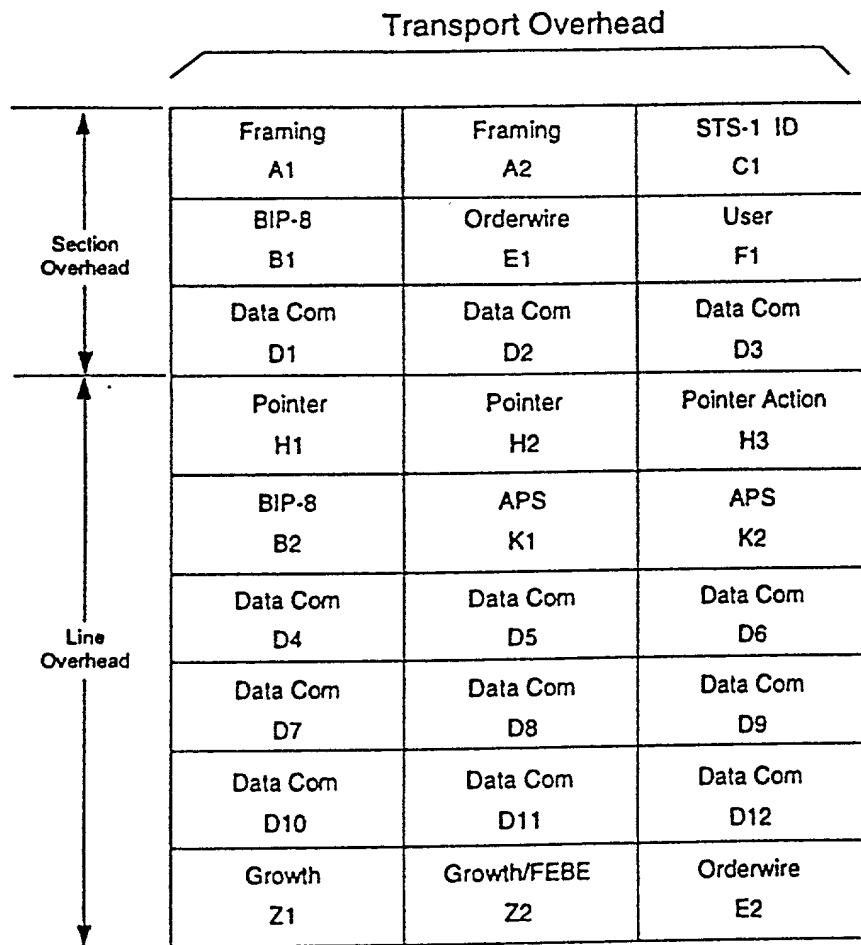 Transport Overhead
Framing Framing STS-1 ID
A1 A2 C1
BIP-8 Orderwire User
B1 E1 F1
Section
Overhead
Data Com Data Com Data Com
D1 D2 D3
Pointer Pointer Pointer Action
H1 H2 H3
BIP-8 APS APS
B2 K1 K2
Data Com Data Com Data Com
D4 D5 D6
Line
Overhead
Data Com Data Com Data Com
D7 D8 D9
Data Com Data Com Data Com
D10 D11 D12
Growth Growth/FEBE Orderwire
Z1 Z2 E2